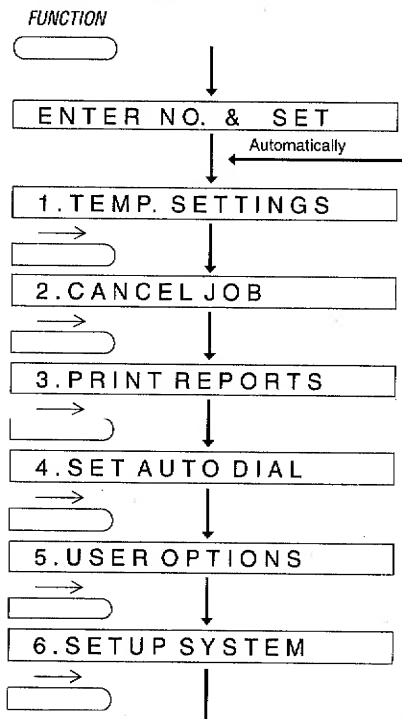 FUNCTION
ENTER NO. & SET
Automatically
1.TEMP. SETTINGS
2.CANCEL JOB
3.PRINT REPORTS
4.SET AUTO DIAL
5.USER OPTIONS
6.SETUP SYSTEM